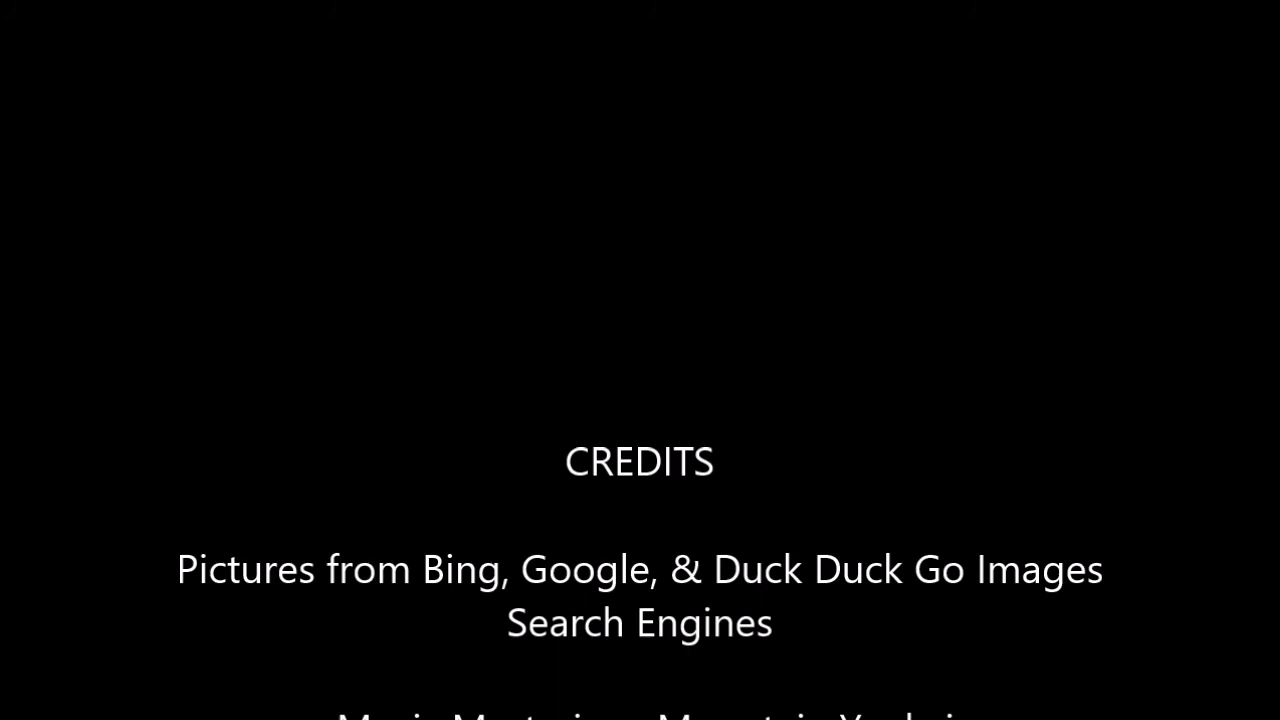 CREDITS
Pictures from Bing, Google, & Duck Duck Go Images
Search Engines